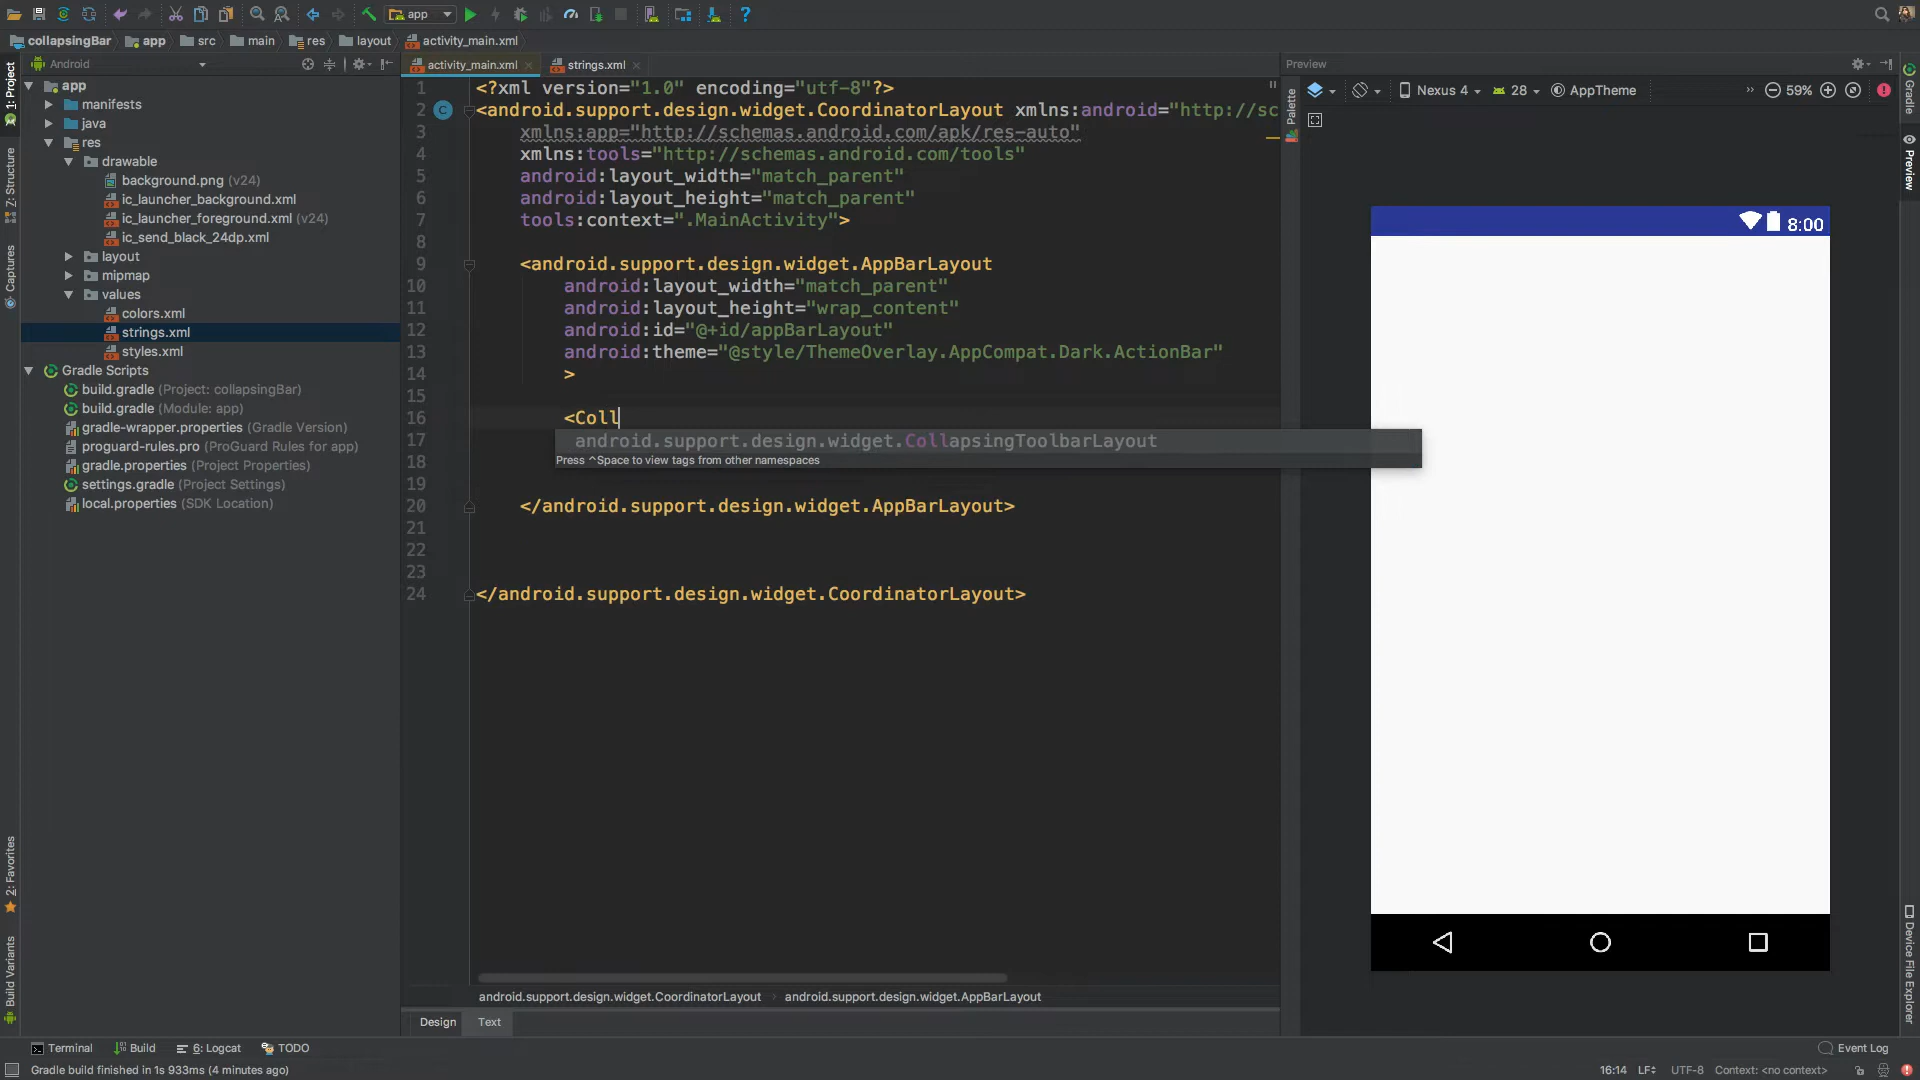 app
collapsingBar
app
src
main
res
layout
activity_main.xml
Android
activity_main.xml
strings.xml
Preview
1: Project
Z: Structure
Captures
2: Favorites
Build Variants
app
manifests
java
res
drawable
background.png (v24)
ic_launcher_background.xml
ic_launcher_foreground.xml (v24)
ic_send_black_24dp.xml
layout
mipmap
values
colors.xml
strings.xml
styles.xml
Gradle Scripts
build.gradle (Project: collapsingBar)
build.gradle (Module: app)
gradle-wrapper.properties (Gradle Version)
proguard-rules.pro (ProGuard Rules for app)
gradle.properties (Project Properties)
settings.gradle (Project Settings)
local.properties (SDK Location)
1 <?xml version="1.0" encoding="utf-8"?>
2 <android.support.design.widget.CoordinatorLayout xmlns:android="http://sc
3 xmlns:app="http://schemas.android.com/apk/res-auto"
4 xmlns:tools="http://schemas.android.com/tools"
5 android:layout_width="match_parent"
6 android:layout_height="match_parent"
7 tools:context=".MainActivity">
8
9 <android.support.design.widget.AppBarLayout
10 android:layout_width="match_parent"
11 android:layout_height="wrap_content"
12 android:id="@+id/appBarLayout"
13 android:theme="@style/ThemeOverlay.AppCompat.Dark.ActionBar"
14 >
15
16 <Coll
17 android.support.design.widget.CollapsingToolbarLayout
18 Press ^Space to view tags from other namespaces
19
20 </android.support.design.widget.AppBarLayout>
21
22
23
24 </android.support.design.widget.CoordinatorLayout>
android.support.design.widget.CoordinatorLayout
android.support.design.widget.AppBarLayout
Design
Text
Palette
Nexus 4
28
AppTheme
59%
8:00
Gradle
Preview
Device File Explorer
Terminal
Build
6: Logcat
TODO
Event Log
Gradle build finished in 1s 933ms (4 minutes ago)
16:14
LF
UTF-8
Context: <no context>